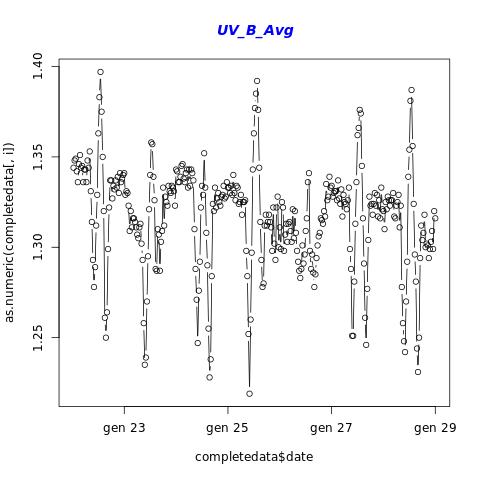 UV_B_Avg
as.numeric(completedata[, i])
1.40
1.35
1.30
1.25
gen 23
gen 25
gen 27
gen 29
completedata$date